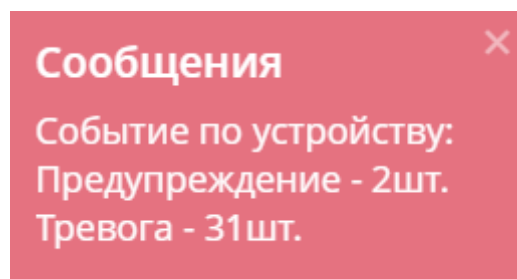 Сообщения
Событие по устройству:
Предупреждение - 2шт.
Тревога - 31шт.